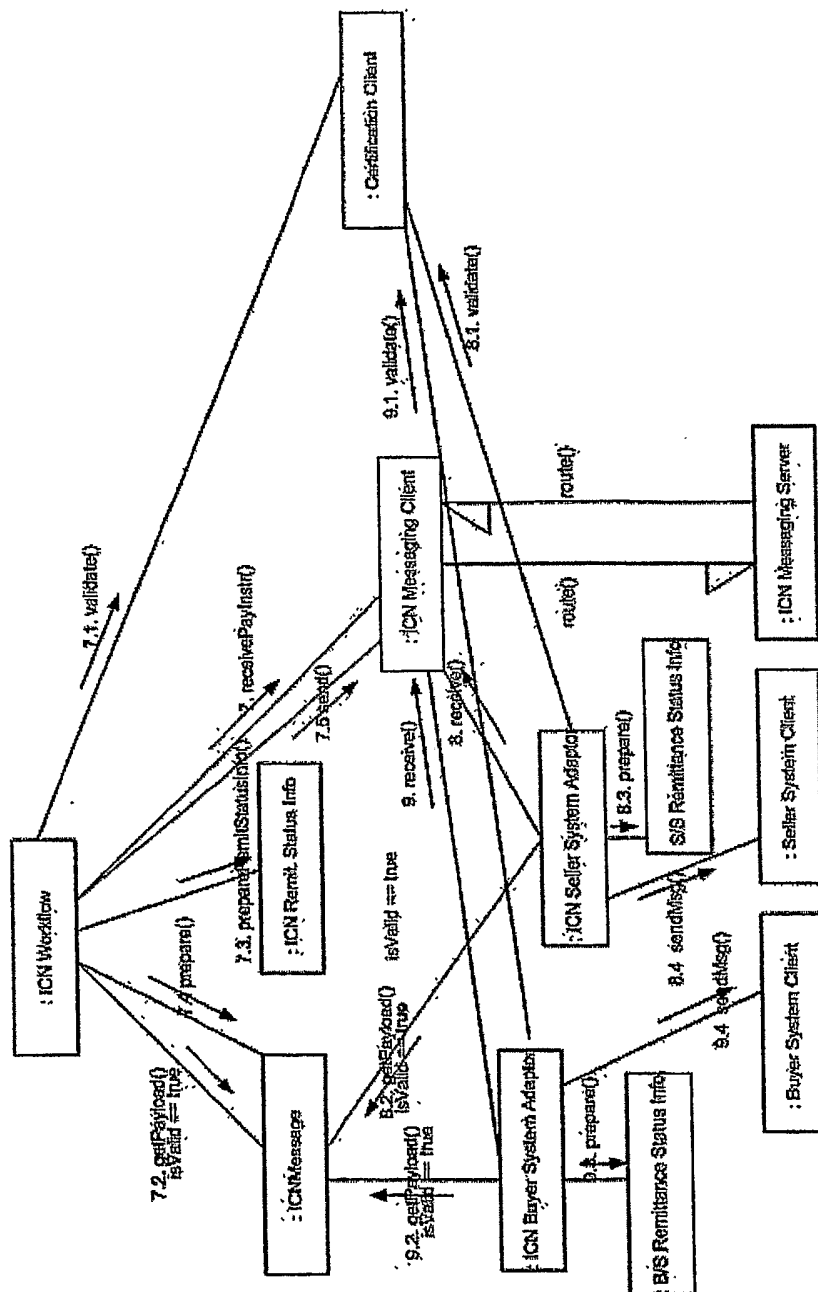 : Certification Client
7.1. validate()
9.1. validate()
8.1. validate()
: ICN Workflow
7. receivePayInstr()
7.5 send()
: ICN Messaging Client
route()
route()
: ICN Messaging Server
7.3. prepareRemitStatusInfo()
: ICN Remit. Status Info
9. receive()
8. receive()
7.4 prepare()
isValid == true
: ICN Seller System Adaptor
8.3. prepare()
S/S Remittance Status Info
8.4 sendMsg()
: Seller System Client
7.2. getPayload()
isValid == true
: ICNMessage
8.2. getPayload()
isValid == true
9.2. getPayload()
isValid == true
: ICN Buyer System Adaptor
9.3. prepare()
: B/S Remittance Status Info
9.4 sendMsg()
: Buyer System Client